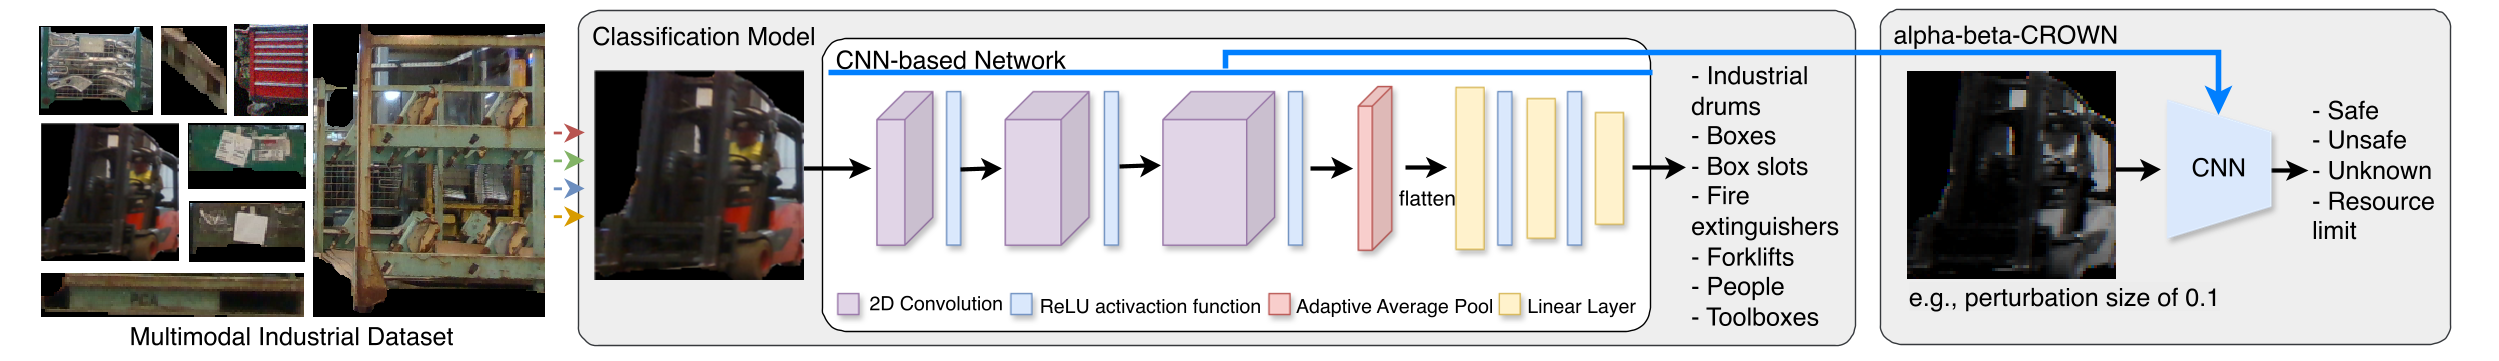 Multimodal Industrial Dataset
Classification Model
CNN-based Network
flatten
2D Convolution
ReLU activaction function
Adaptive Average Pool
Linear Layer
- Industrial
drums
- Boxes
- Box slots
- Fire
extinguishers
- Forklifts
- People
- Toolboxes
alpha-beta-CROWN
e.g., perturbation size of 0.1
CNN
- Safe
- Unsafe
- Unknown
- Resource
limit